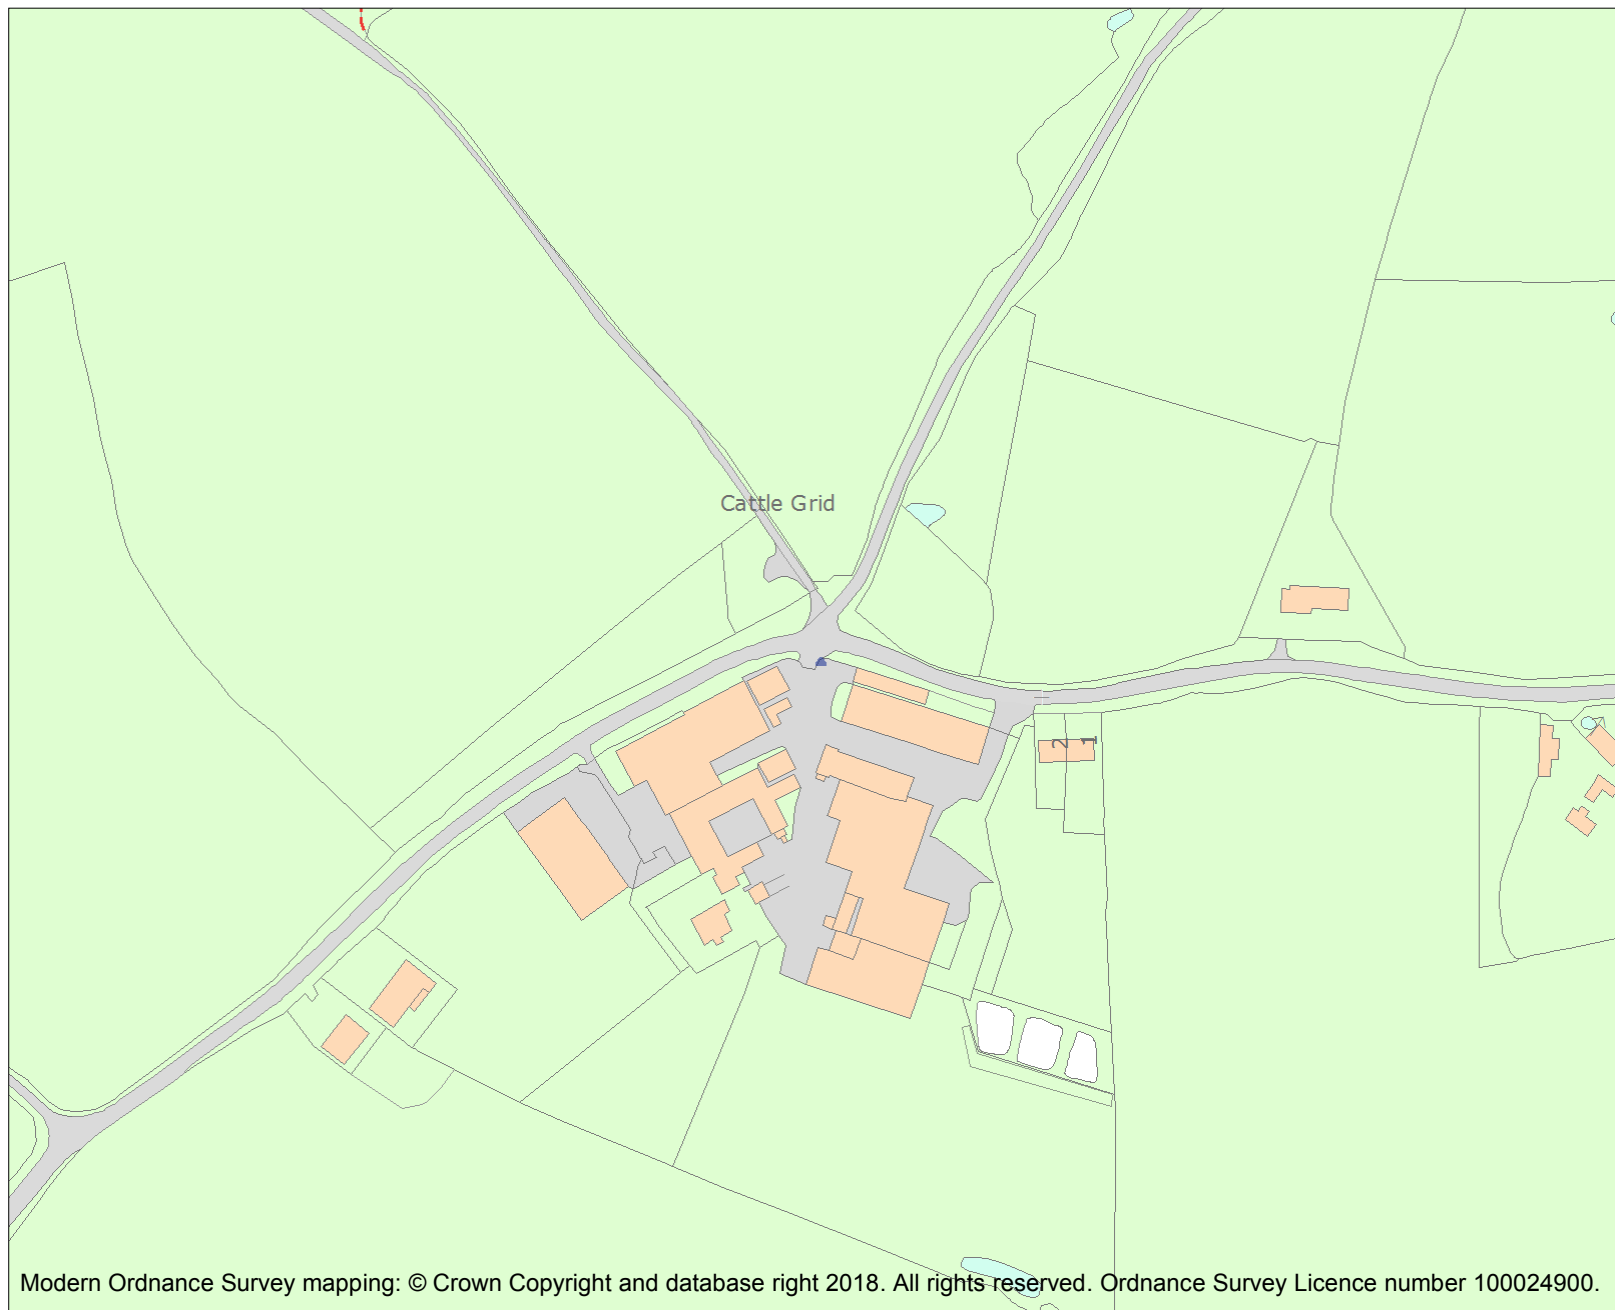 Cattle Grid
2
1
Modern Ordnance Survey mapping: © Crown Copyright and database right 2018. All rights reserved. Ordnance Survey Licence number 100024900.